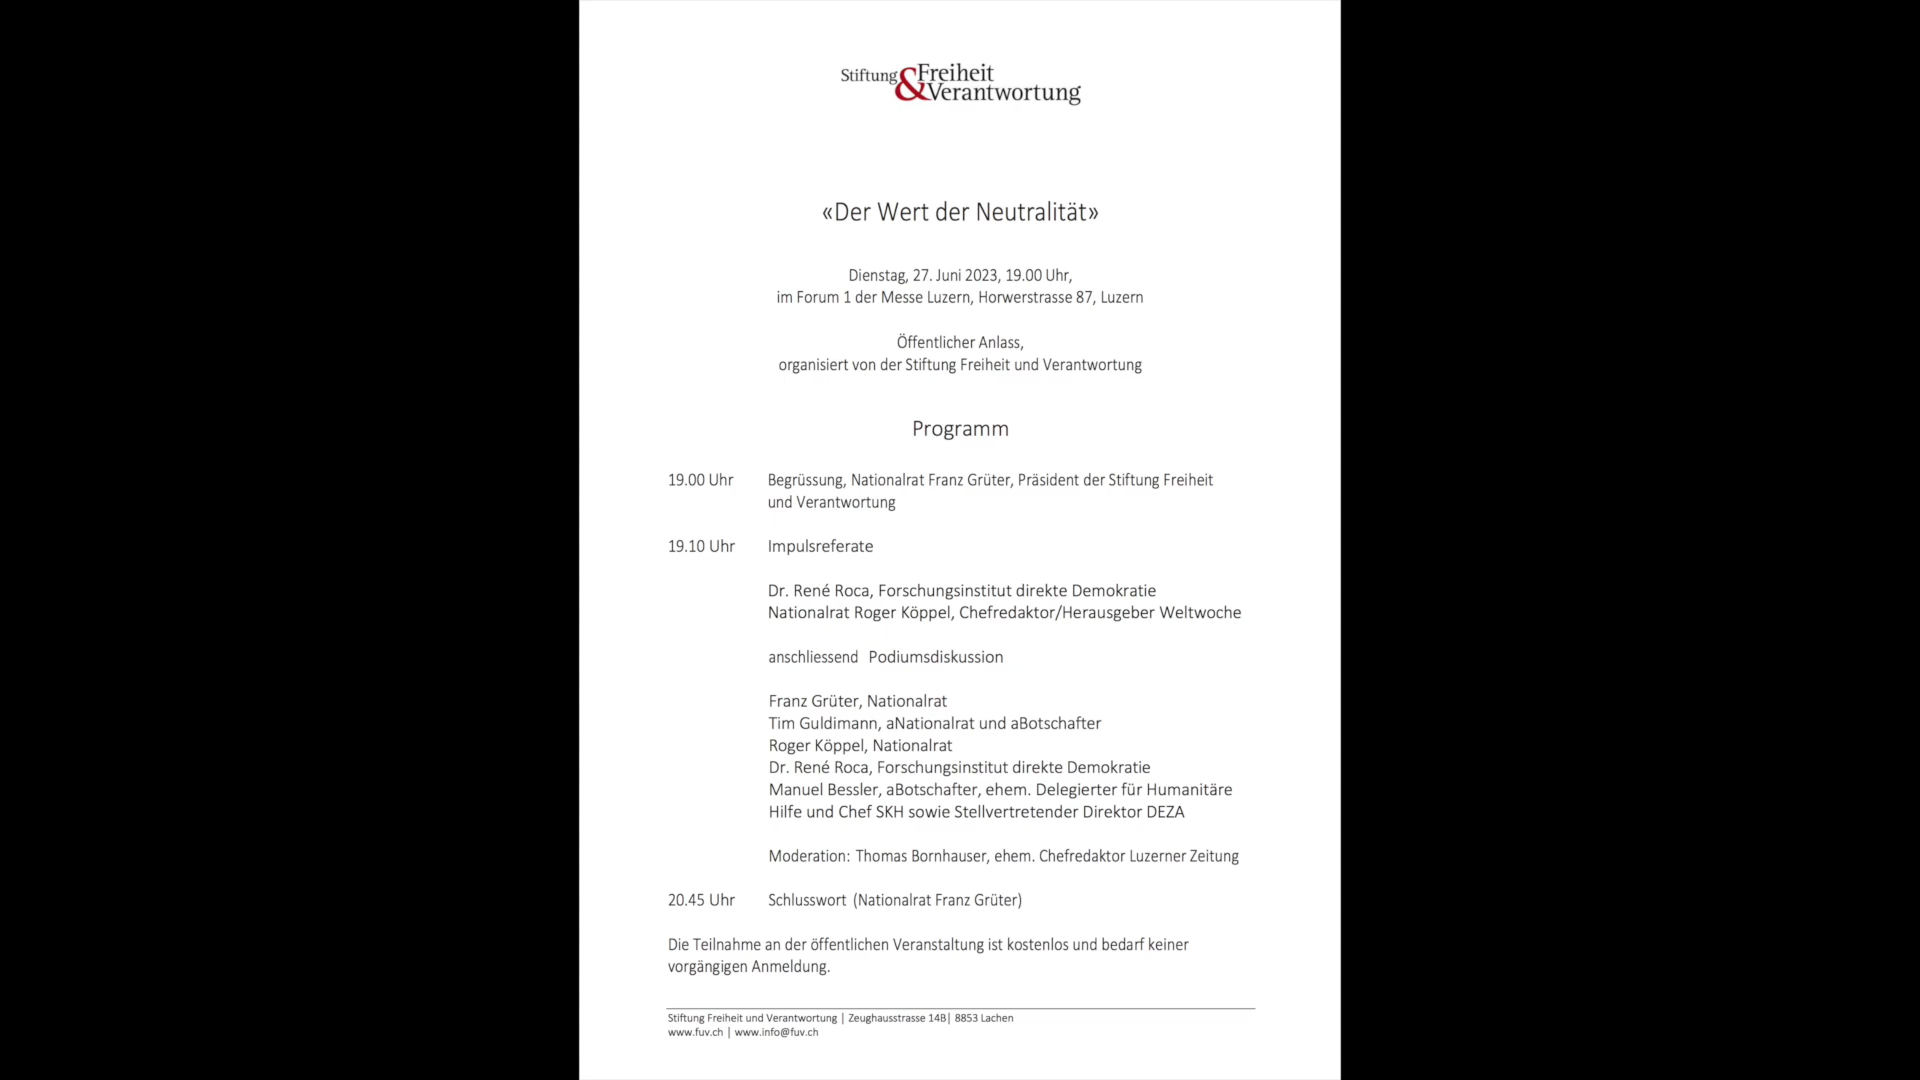 Stiftung & Freiheit
Verantwortung
«Der Wert der Neutralität»
Dienstag, 27. Juni 2023, 19.00 Uhr,
im Forum 1 der Messe Luzern, Horwerstrasse 87, Luzern
Öffentlicher Anlass,
organisiert von der Stiftung Freiheit und Verantwortung
Programm
19.00 Uhr Begrüssung, Nationalrat Franz Grüter, Präsident der Stiftung Freiheit
und Verantwortung
19.10 Uhr Impulsreferate
Dr. René Roca, Forschungsinstitut direkte Demokratie
Nationalrat Roger Köppel, Chefredaktor/Herausgeber Weltwoche
anschliessend Podiumsdiskussion
Franz Grüter, Nationalrat
Tim Guldimann, aNationalrat und aBotschafter
Roger Köppel, Nationalrat
Dr. René Roca, Forschungsinstitut direkte Demokratie
Manuel Bessler, aBotschafter, ehem. Delegierter für Humanitäre
Hilfe und Chef SKH sowie Stellvertretender Direktor DEZA
Moderation: Thomas Bornhauser, ehem. Chefredaktor Luzerner Zeitung
20.45 Uhr Schlusswort (Nationalrat Franz Grüter)
Die Teilnahme an der öffentlichen Veranstaltung ist kostenlos und bedarf keiner
vorgängigen Anmeldung.
Stiftung Freiheit und Verantwortung | Zeughausstrasse 14B| 8853 Lachen
www.fuv.ch | www.info@fuv.ch